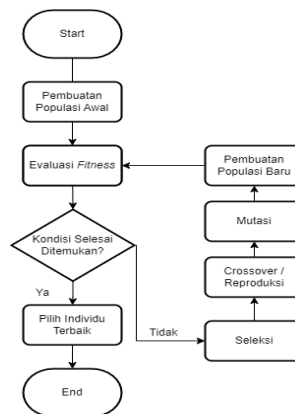 Start
Pembuatan
Populasi Awal
Evaluasi Fitness
Kondisi Selesai
Ditemukan?
Ya
Pilih Individu
Terbaik
End
Tidak
Seleksi
Crossover /
Reproduksi
Mutasi
Pembuatan
Populasi Baru